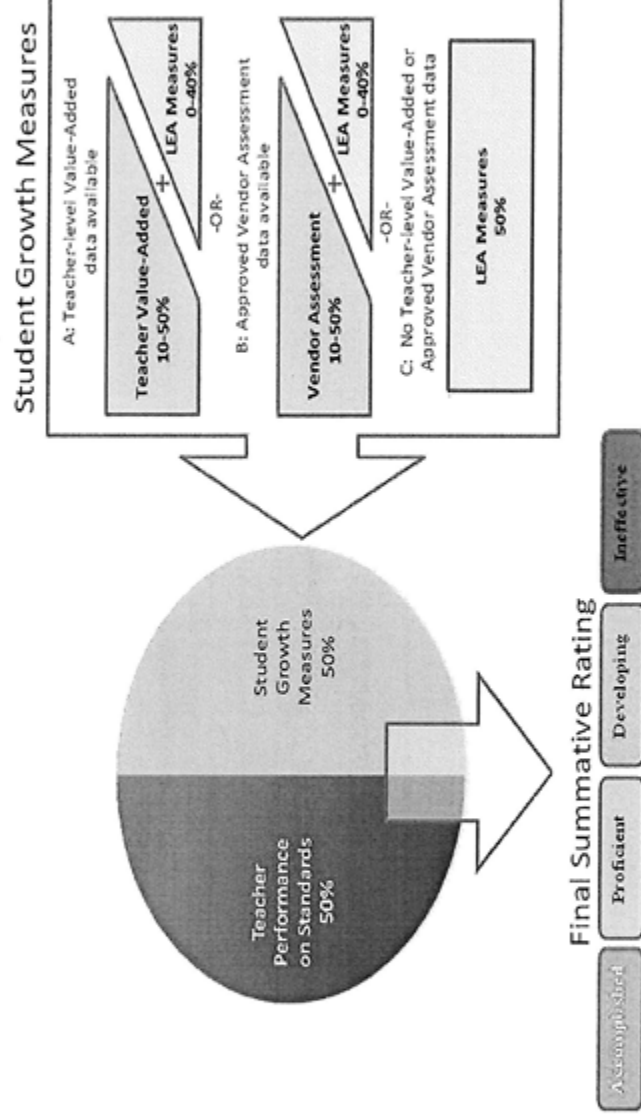 Student Growth Measures
A: Teacher-level Value-Added
data available
Teacher Value-Added
10-50%
+
LEA Measures
0-40%
-OR-
B: Approved Vendor Assessment
data available
Vendor Assessment
10-50%
+
LEA Measures
0-40%
-OR-
C: No Teacher-level Value-Added or
Approved Vendor Assessment data
LEA Measures
50%
Teacher
Performance
on Standards
50%
Student
Growth
Measures
50%
Final Summative Rating
Accomplished
Proficient
Developing
Ineffective